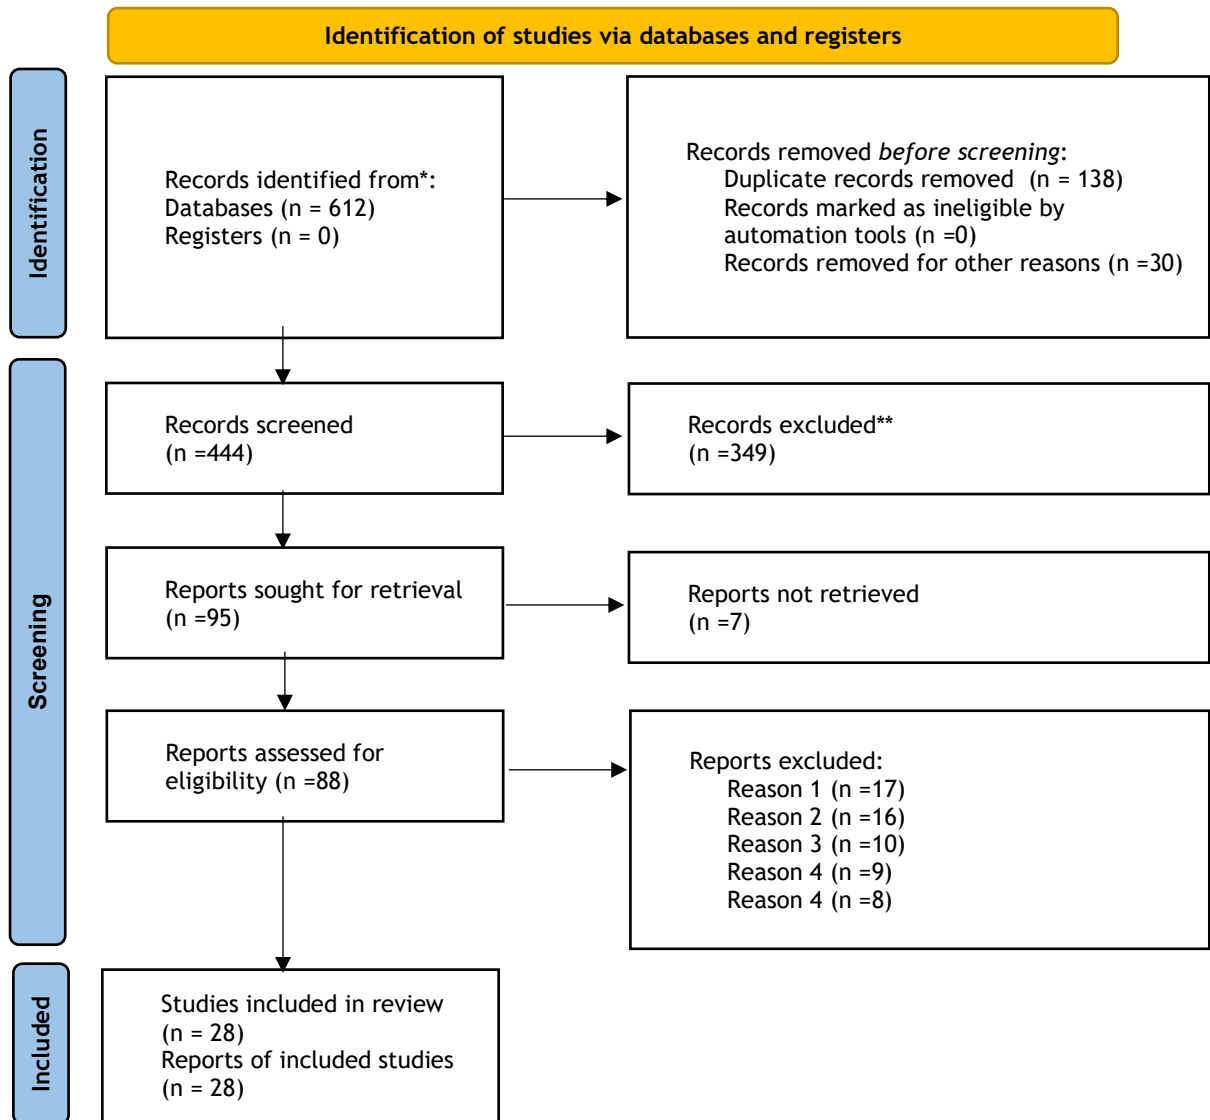 Identification of studies via databases and registers
Identification
Records identified from*:
Databases (n = 612)
Registers (n = 0)
Records removed before screening:
Duplicate records removed  (n = 138)
Records marked as ineligible by
automation tools (n =0)
Records removed for other reasons (n =30)
Screening
Records screened
(n =444)
Records excluded**
(n =349)
Reports sought for retrieval
(n =95)
Reports not retrieved
(n =7)
Reports assessed for
eligibility (n =88)
Reports excluded:
Reason 1 (n =17)
Reason 2 (n =16)
Reason 3 (n =10)
Reason 4 (n =9)
Reason 4 (n =8)
Included
Studies included in review
(n = 28)
Reports of included studies
(n = 28)